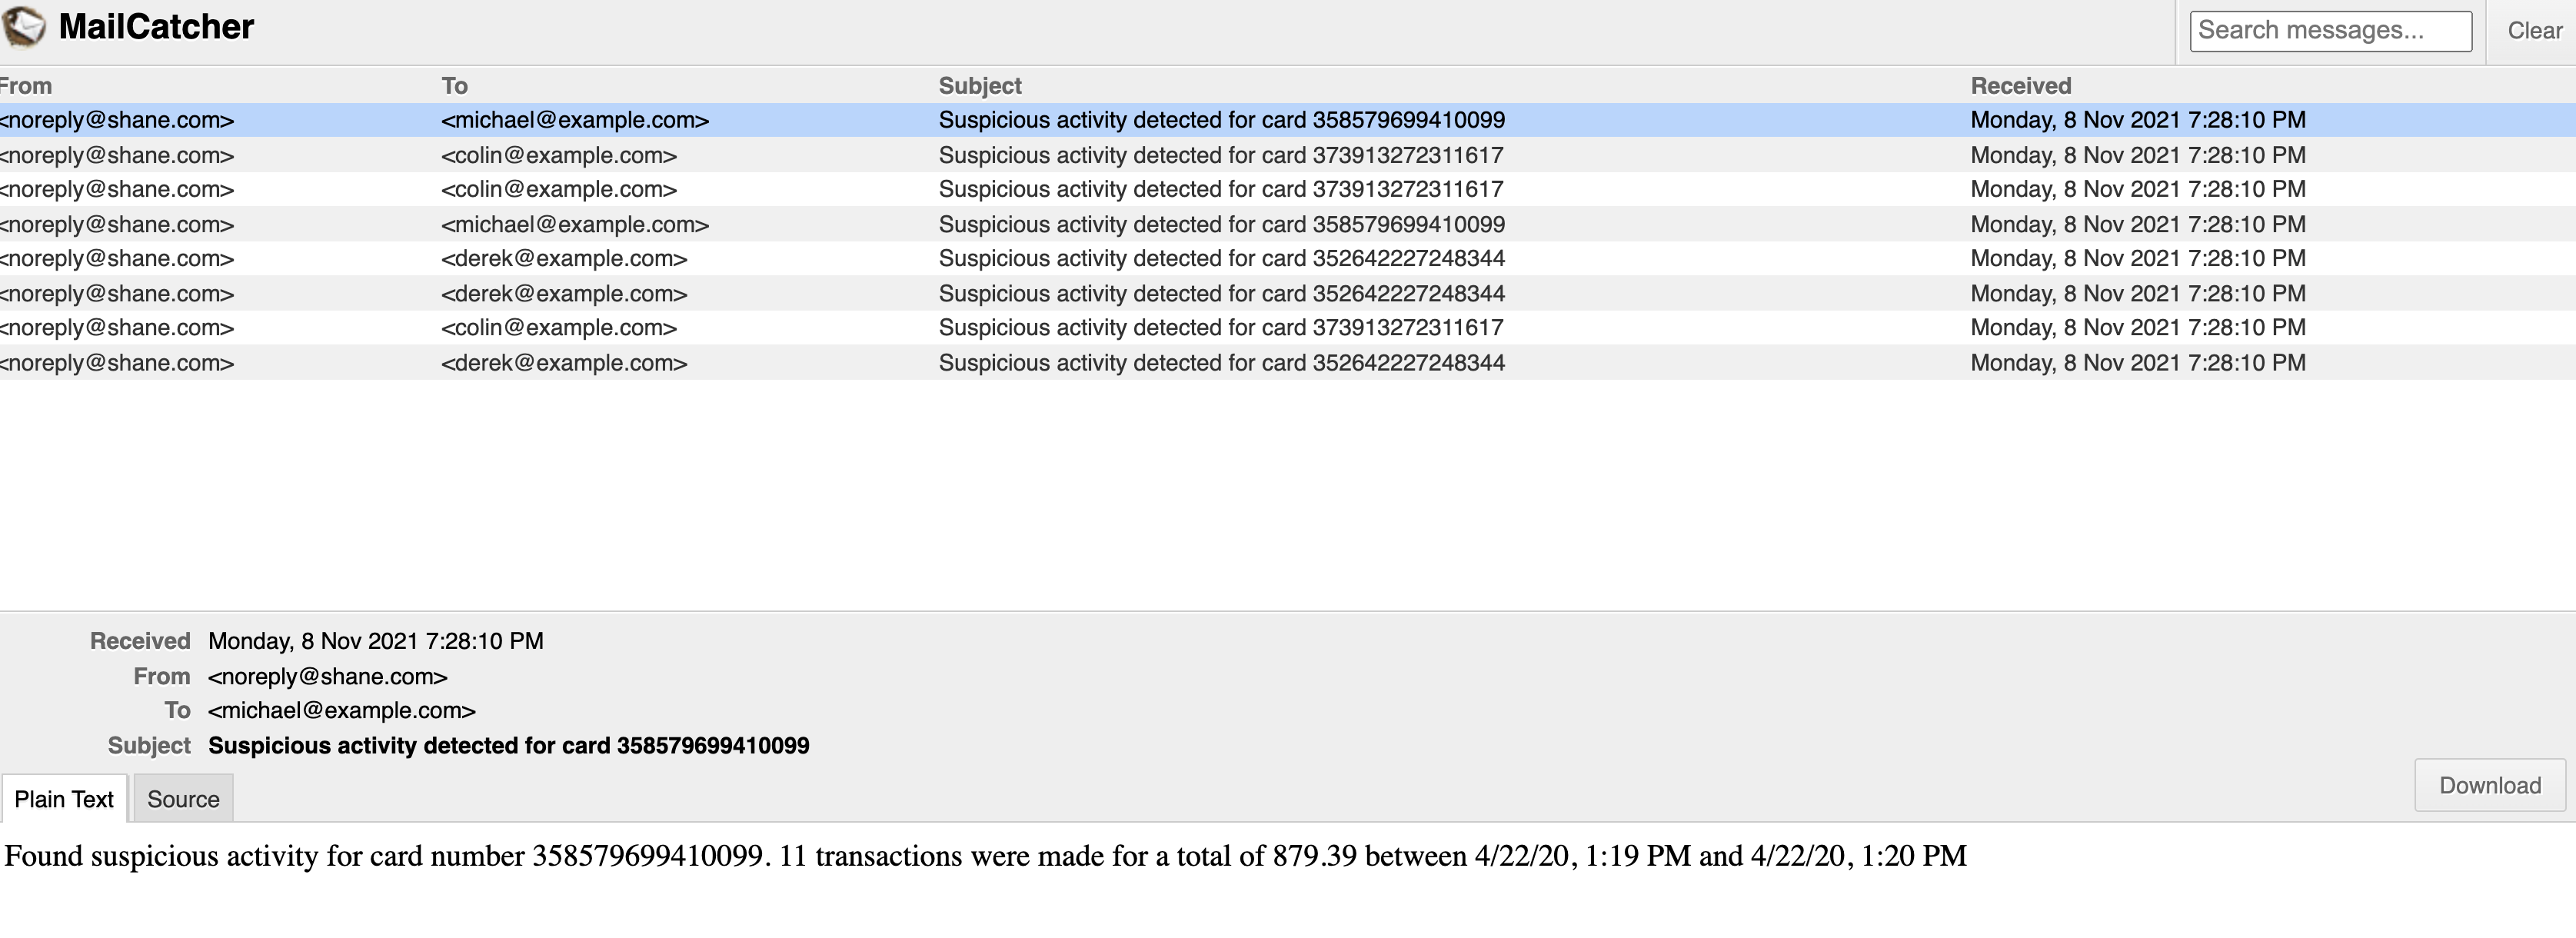 MailCatcher Search messages... Clear
From To Subject Received
<noreply@shane.com> <michael@example.com> Suspicious activity detected for card 358579699410099 Monday, 8 Nov 2021 7:28:10 PM
<noreply@shane.com> <colin@example.com> Suspicious activity detected for card 373913272311617 Monday, 8 Nov 2021 7:28:10 PM
<noreply@shane.com> <colin@example.com> Suspicious activity detected for card 373913272311617 Monday, 8 Nov 2021 7:28:10 PM
<noreply@shane.com> <michael@example.com> Suspicious activity detected for card 358579699410099 Monday, 8 Nov 2021 7:28:10 PM
<noreply@shane.com> <derek@example.com> Suspicious activity detected for card 352642227248344 Monday, 8 Nov 2021 7:28:10 PM
<noreply@shane.com> <derek@example.com> Suspicious activity detected for card 352642227248344 Monday, 8 Nov 2021 7:28:10 PM
<noreply@shane.com> <colin@example.com> Suspicious activity detected for card 373913272311617 Monday, 8 Nov 2021 7:28:10 PM
<noreply@shane.com> <derek@example.com> Suspicious activity detected for card 352642227248344 Monday, 8 Nov 2021 7:28:10 PM
Received Monday, 8 Nov 2021 7:28:10 PM
From <noreply@shane.com>
To <michael@example.com>
Subject Suspicious activity detected for card 358579699410099
Plain Text Source Download
Found suspicious activity for card number 358579699410099. 11 transactions were made for a total of 879.39 between 4/22/20, 1:19 PM and 4/22/20, 1:20 PM